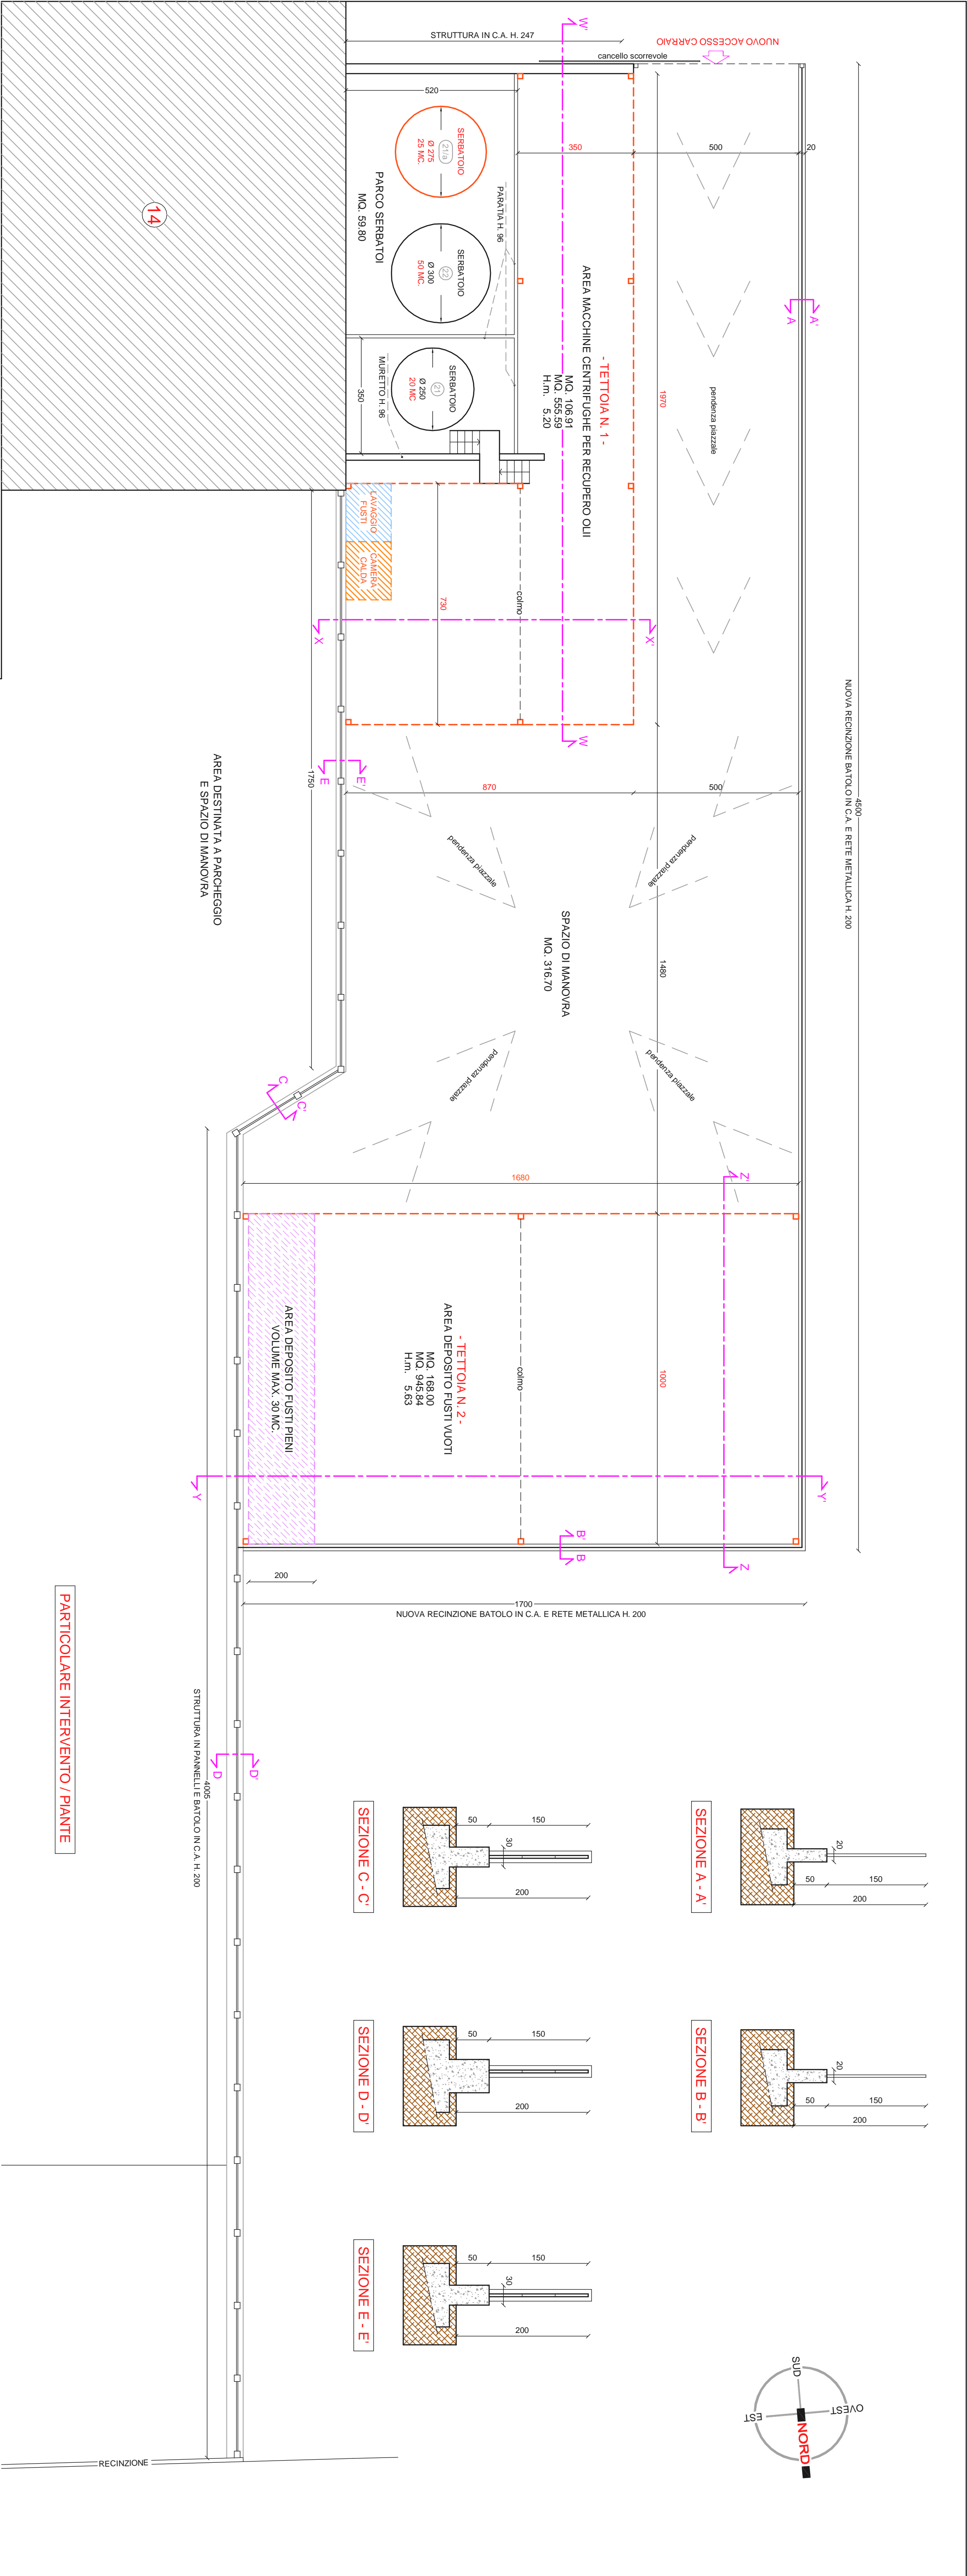 STRUTTURA IN C.A. H. 247
W'
NUOVO ACCESSO CARRAIO
cancello scorrevole
520
350
500
20
SERBATOIO
21/a
Ø 275
25 MC.
PARCO SERBATOI
MQ. 59.80
14
PARATIA H. 96
SERBATOIO
22
Ø 300
50 MC.
SERBATOIO
21
Ø 250
20 MC
MURETTO H. 96
350
- TETTOIA N. 1 -
AREA MACCHINE CENTRIFUGHE PER RECUPERO OLII
MQ. 106.91
MQ. 555.59
H.m. 5.20
1970
A'
A
pendenza piazzale
LAVAGGIO
FUSTI
CAMERA
CALDA
730
colmo
X
X'
W
NUOVA RECINZIONE BATOLO IN C.A. E RETE METALLICA H. 200
4500
1750
E
E'
AREA DESTINATA A PARCHEGGIO
E SPAZIO DI MANOVRA
870
500
pendenza piazzale
pendenza piazzale
SPAZIO DI MANOVRA
MQ. 316.70
1480
pendenza piazzale
pendenza piazzale
C
C'
1680
Z'
- TETTOIA N. 2 -
AREA DEPOSITO FUSTI VUOTI
MQ. 168.00
MQ. 945.84
H.m. 5.63
AREA DEPOSITO FUSTI PIENI
VOLUME MAX. 30 MC.
colmo
1000
Y
Y'
B'
B
Z
200
1700
NUOVA RECINZIONE BATOLO IN C.A. E RETE METALLICA H. 200
PARTICOLARE INTERVENTO / PIANTE
STRUTTURA IN PANNELLI E BATOLO IN C.A. H. 200
4005
D
D'
SEZIONE A - A'
20
50
150
200
SEZIONE C - C'
50
150
30
200
SEZIONE B - B'
20
50
150
200
SEZIONE D - D'
50
150
200
SEZIONE E - E'
50
150
30
200
SUD
OVEST
EST
NORD
RECINZIONE